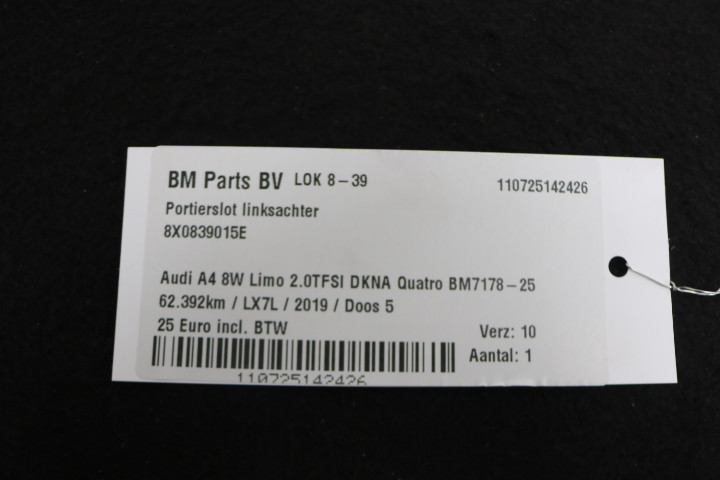 BM Parts BV LOK 8-39 110725142426
Portierslot linksachter
8X0839015E
Audi A4 8W Limo 2.0TFSI DKNA Quatro BM7178-25
62.392km / LX7L / 2019 / Doos 5
25 Euro incl. BTW Verz: 10
Aantal: 1
110725142426